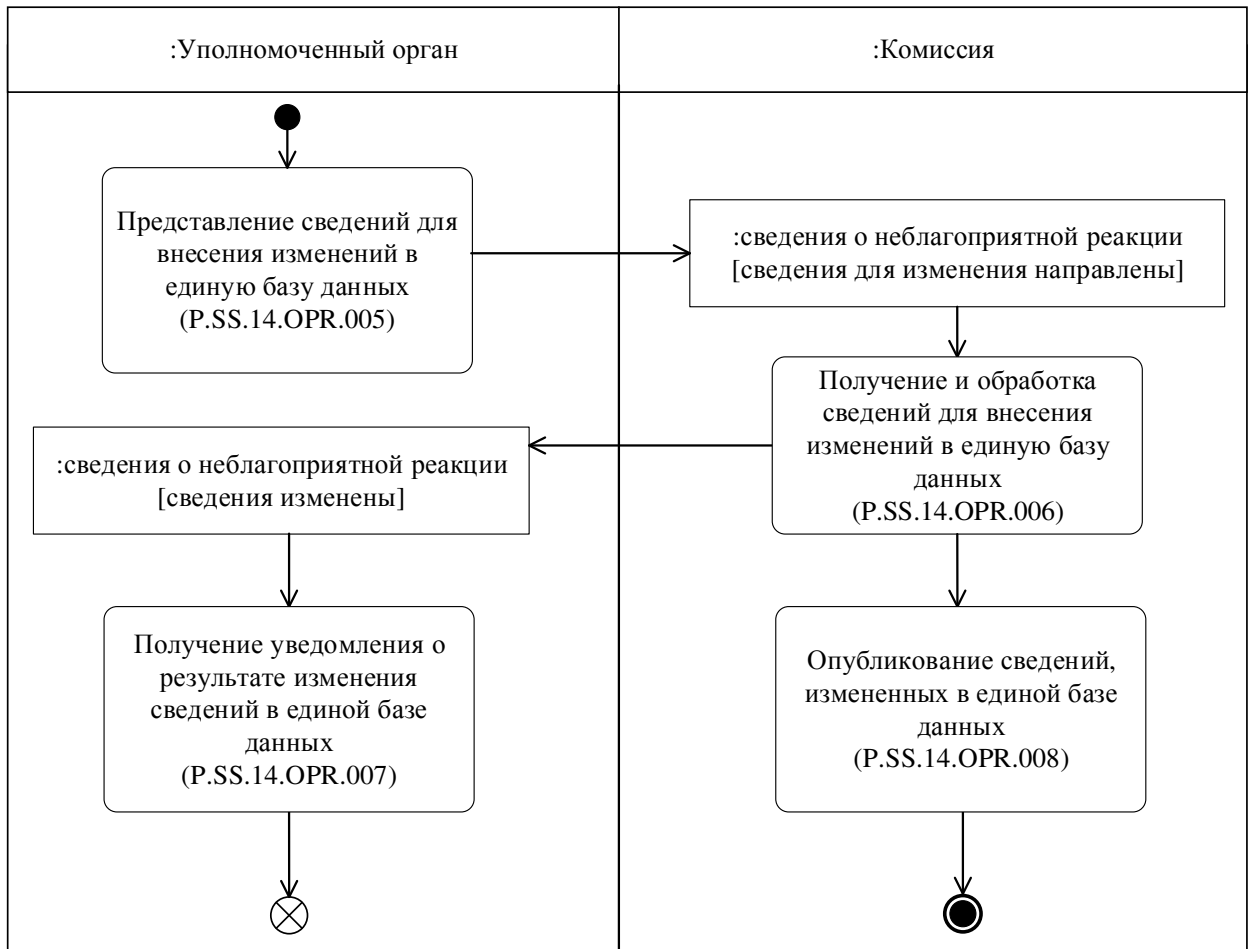 :Уполномоченный орган
:Комиссия
Представление сведений для
внесения изменений в
единую базу данных
(P.SS.14.OPR.005)
:сведения о неблагоприятной реакции
[сведения для изменения направлены]
Получение и обработка
сведений для внесения
изменений в единую базу
данных
(P.SS.14.OPR.006)
:сведения о неблагоприятной реакции
[сведения изменены]
Получение уведомления о
результате изменения
сведений в единой базе
данных
(P.SS.14.OPR.007)
Опубликование сведений,
измененных в единой базе
данных
(P.SS.14.OPR.008)